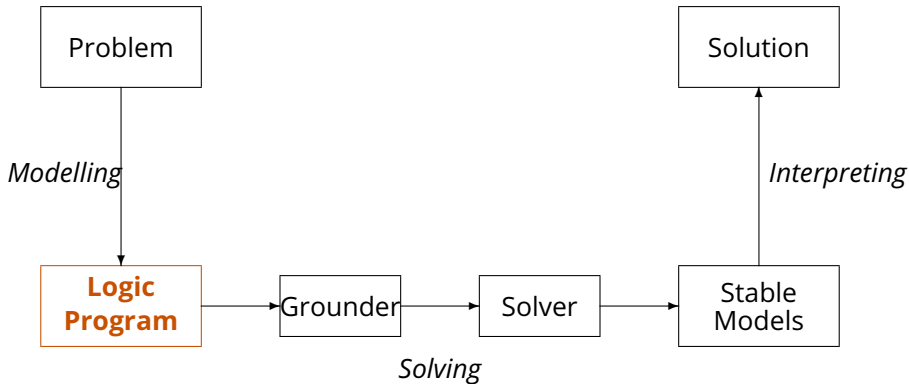 Problem
Solution
Modelling
Interpreting
Logic
Program
Grounder
Solver
Stable
Models
Solving